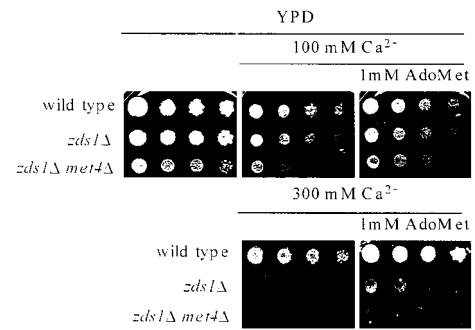 YPD
100 mM Ca²⁻
1mM AdoMet
wild type
zds1Δ
zds1Δ met4Δ
300 mM Ca²⁻
1mM AdoMet
wild type
zds1Δ
zds1Δ met4Δ